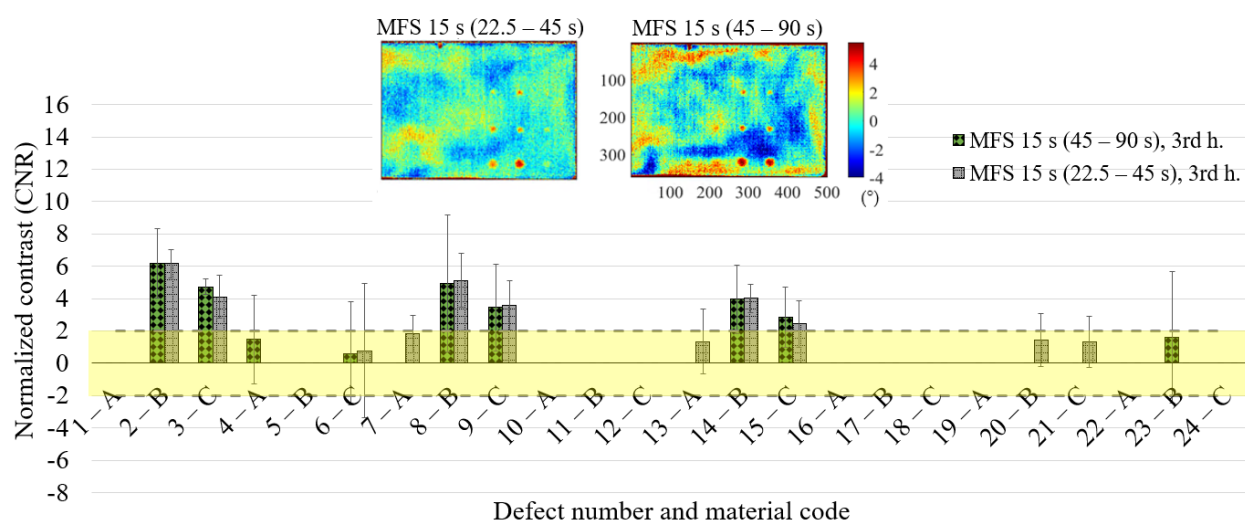 MFS 15 s (22.5 – 45 s)
MFS 15 s (45 – 90 s)
4
2
0
-2
-4
(°)
100
200
300
100
200
300
400
500
16
14
12
10
8
6
4
2
0
-2
-4
-6
-8
Normalized contrast (CNR)
MFS 15 s (45 – 90 s), 3rd h.
MFS 15 s (22.5 – 45 s), 3rd h.
1 – A
2 – B
3 – C
4 – A
5 – B
6 – C
7 – A
8 – B
9 – C
10 – A
11 – B
12 – C
13 – A
14 – B
15 – C
16 – A
17 – B
18 – C
19 – A
20 – B
21 – C
22 – A
23 – B
24 – C
Defect number and material code